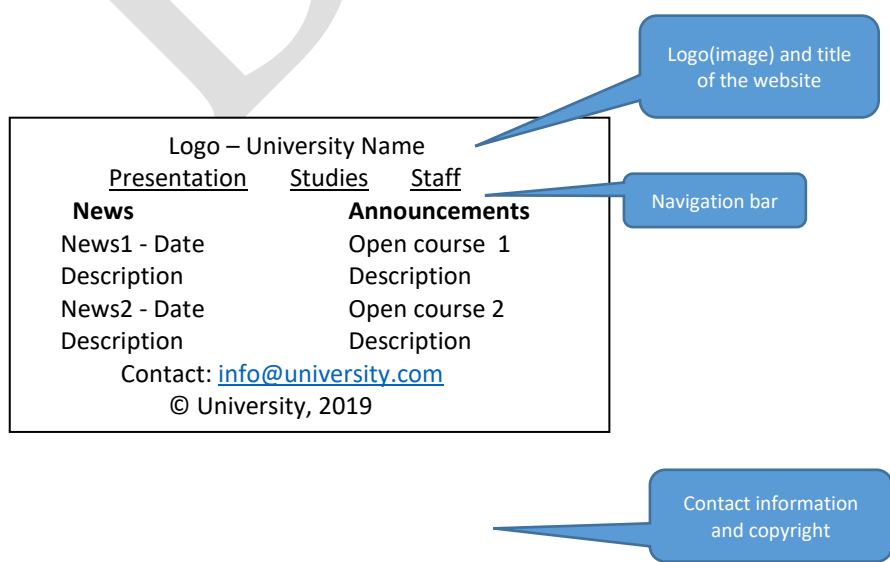 Logo(image) and title
of the website
Logo – University Name
Presentation Studies Staff
Navigation bar
News Announcements
News1 - Date Open course 1
Description Description
News2 - Date Open course 2
Description Description
Contact: info@university.com
© University, 2019
Contact information
and copyright